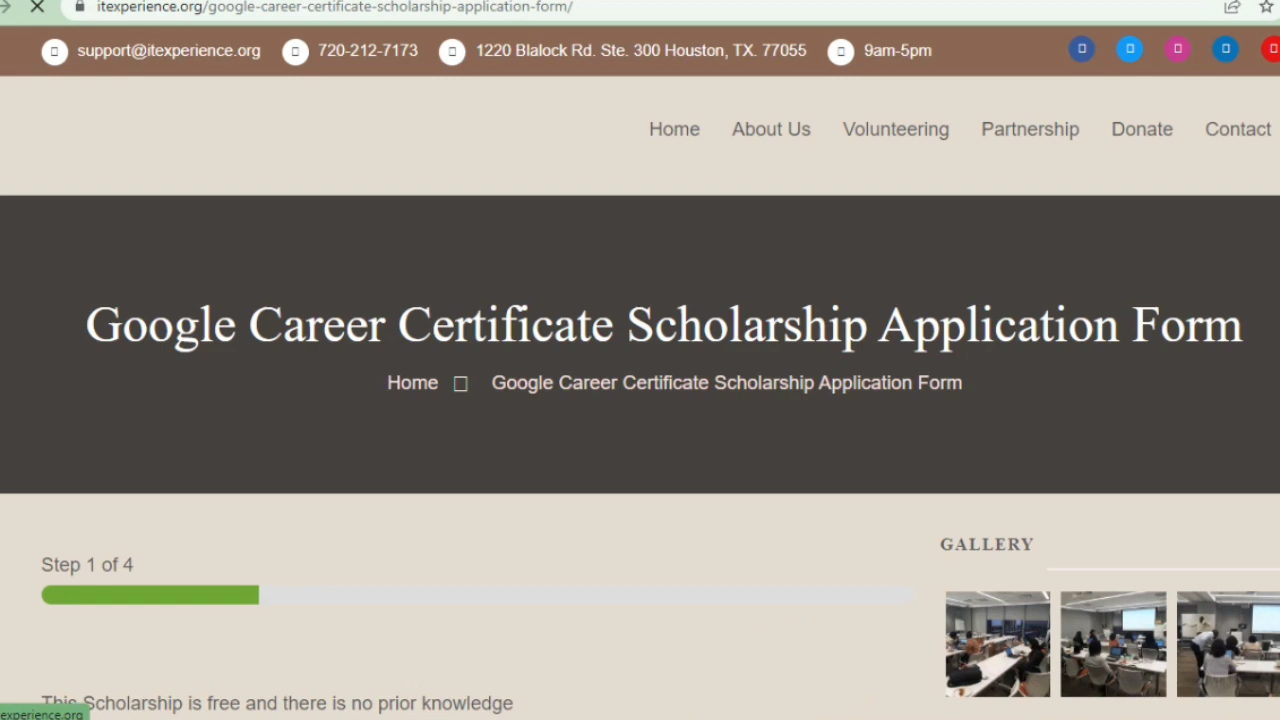 itexperience.org/google-career-certificate-scholarship-application-form/
support@itexperience.org 720-212-7173 1220 Blalock Rd. Ste. 300 Houston, TX. 77055 9am-5pm
Home About Us Volunteering Partnership Donate Contact
Google Career Certificate Scholarship Application Form
Home Google Career Certificate Scholarship Application Form
GALLERY
Step 1 of 4
This Scholarship is free and there is no prior knowledge
experience.org